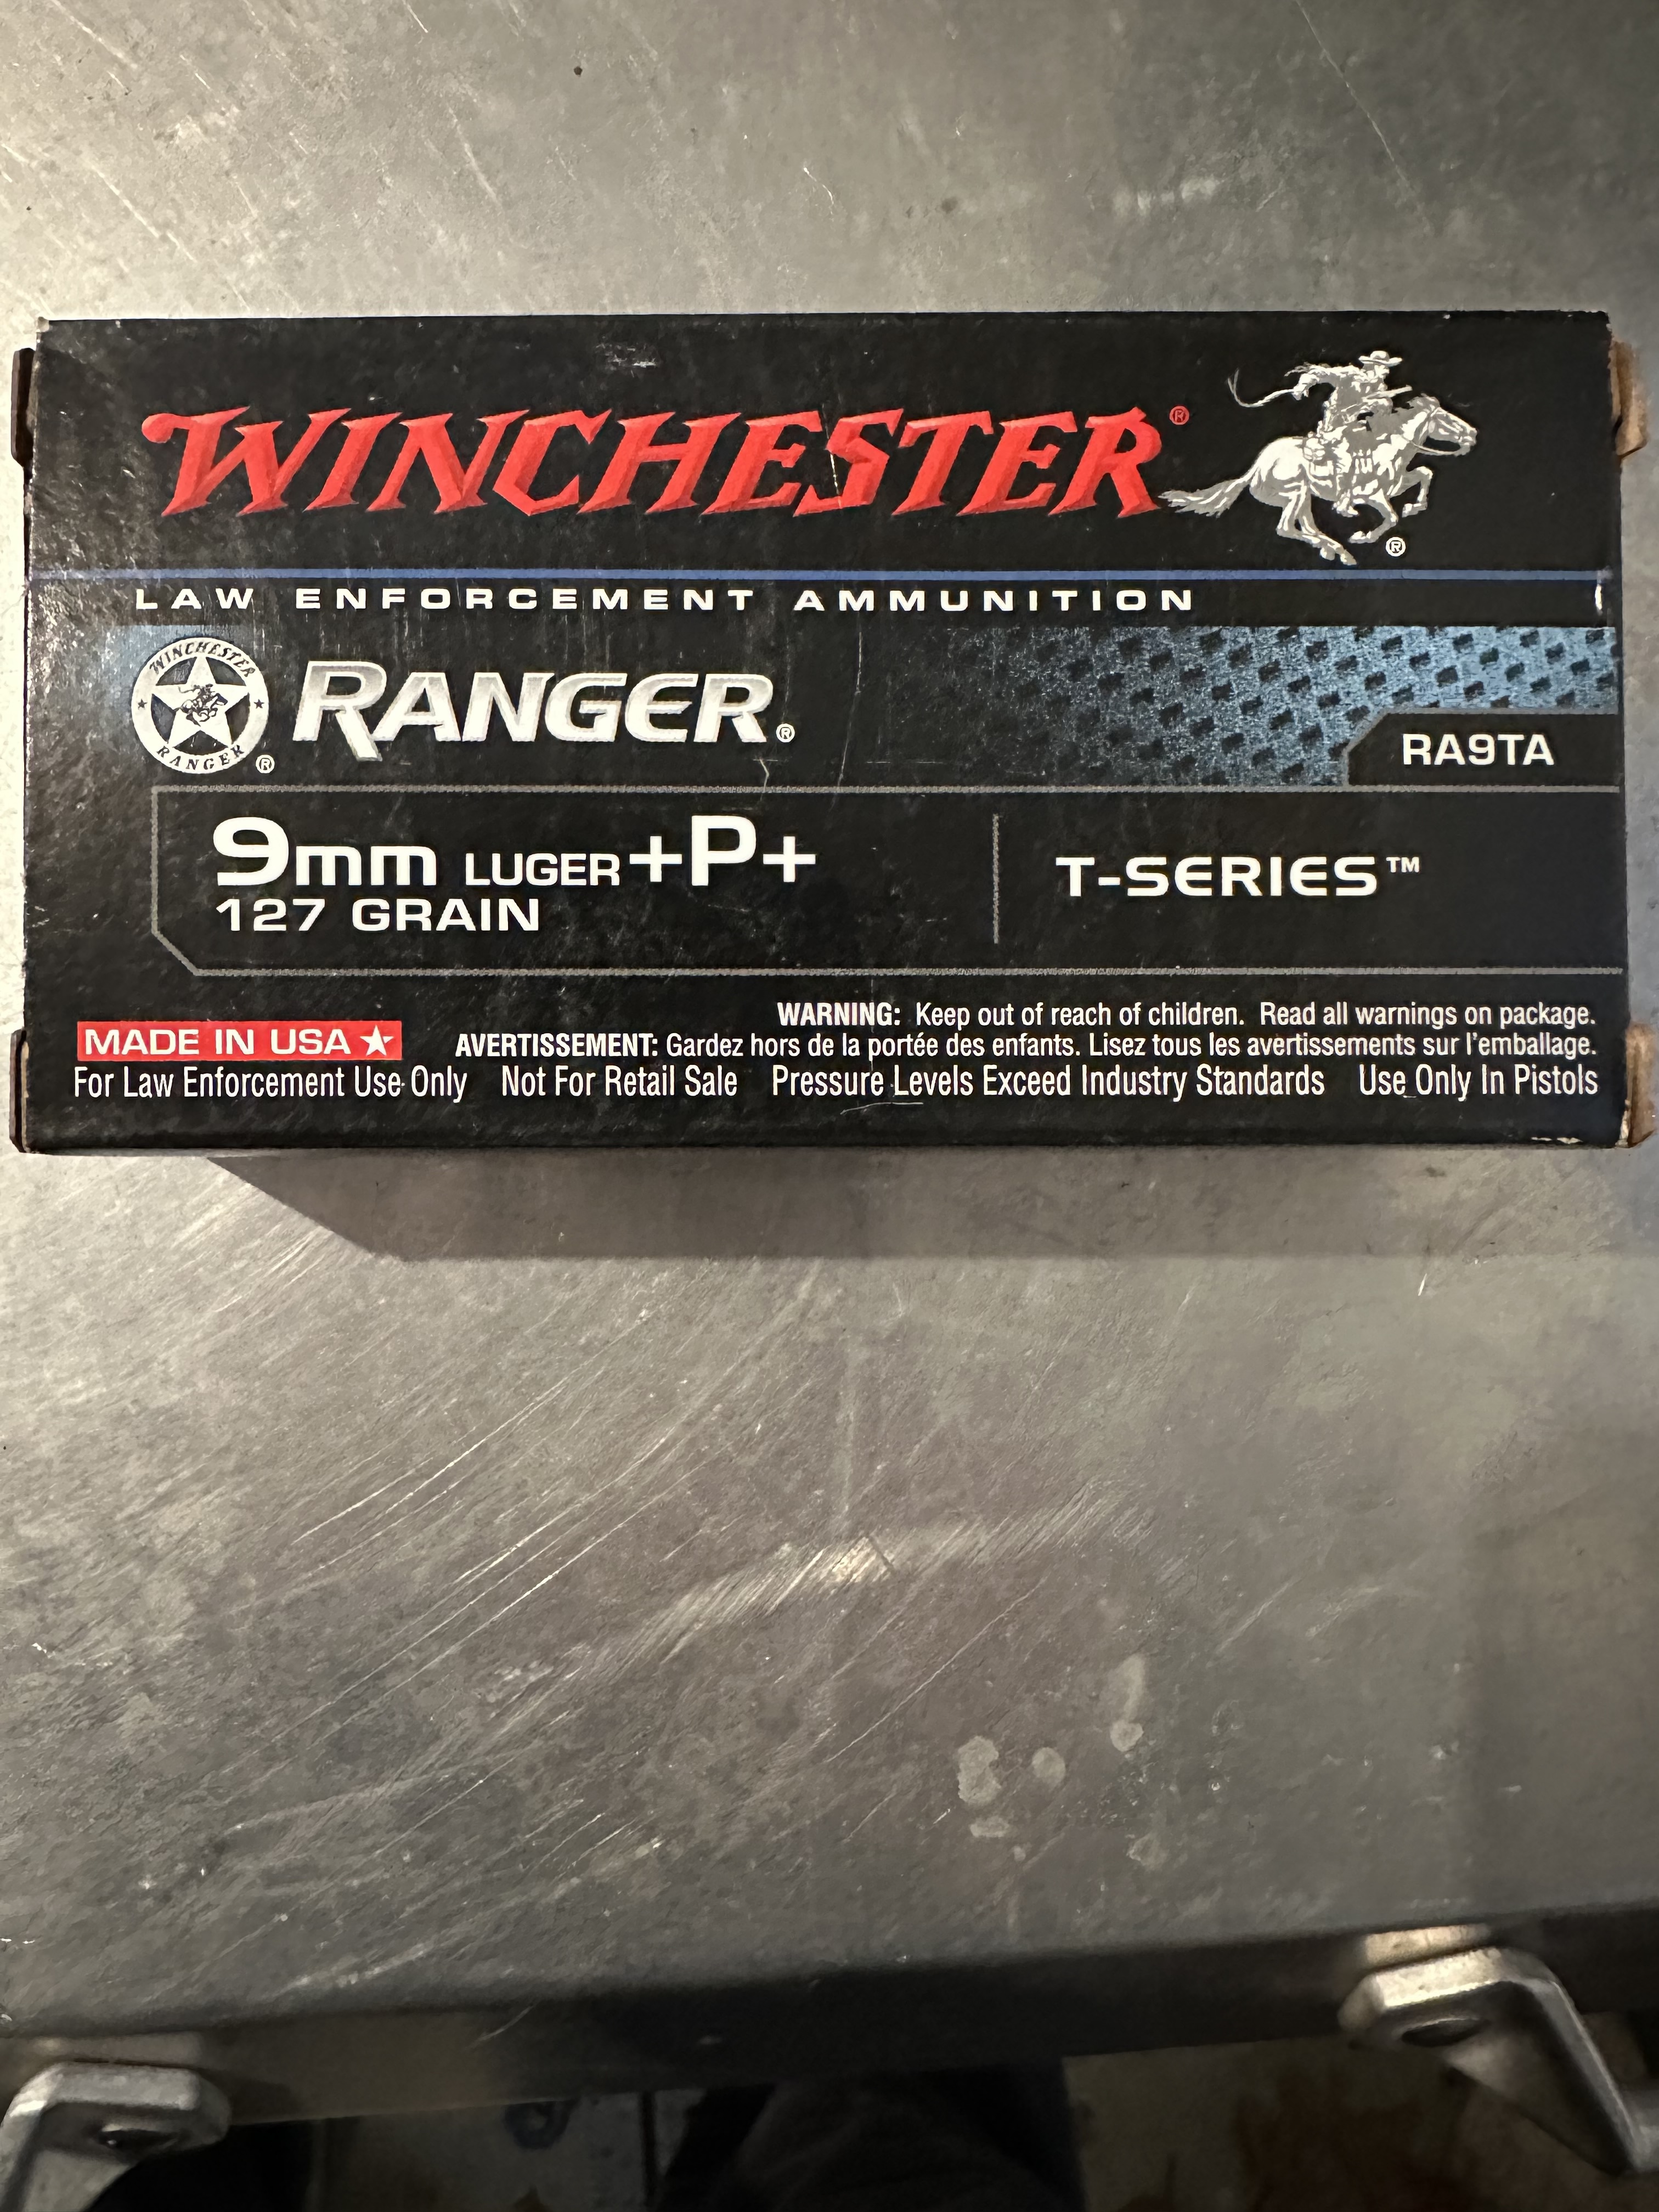 WINCHESTER®
®
LAW ENFORCEMENT AMMUNITION
WINCHESTER
RANGER
®
RANGER®
RA9TA
9mm LUGER +P+
127 GRAIN
T-SERIES™
WARNING: Keep out of reach of children. Read all warnings on package.
MADE IN USA ★
AVERTISSEMENT: Gardez hors de la portée des enfants. Lisez tous les avertissements sur l'emballage.
For Law Enforcement Use Only Not For Retail Sale Pressure Levels Exceed Industry Standards Use Only In Pistols